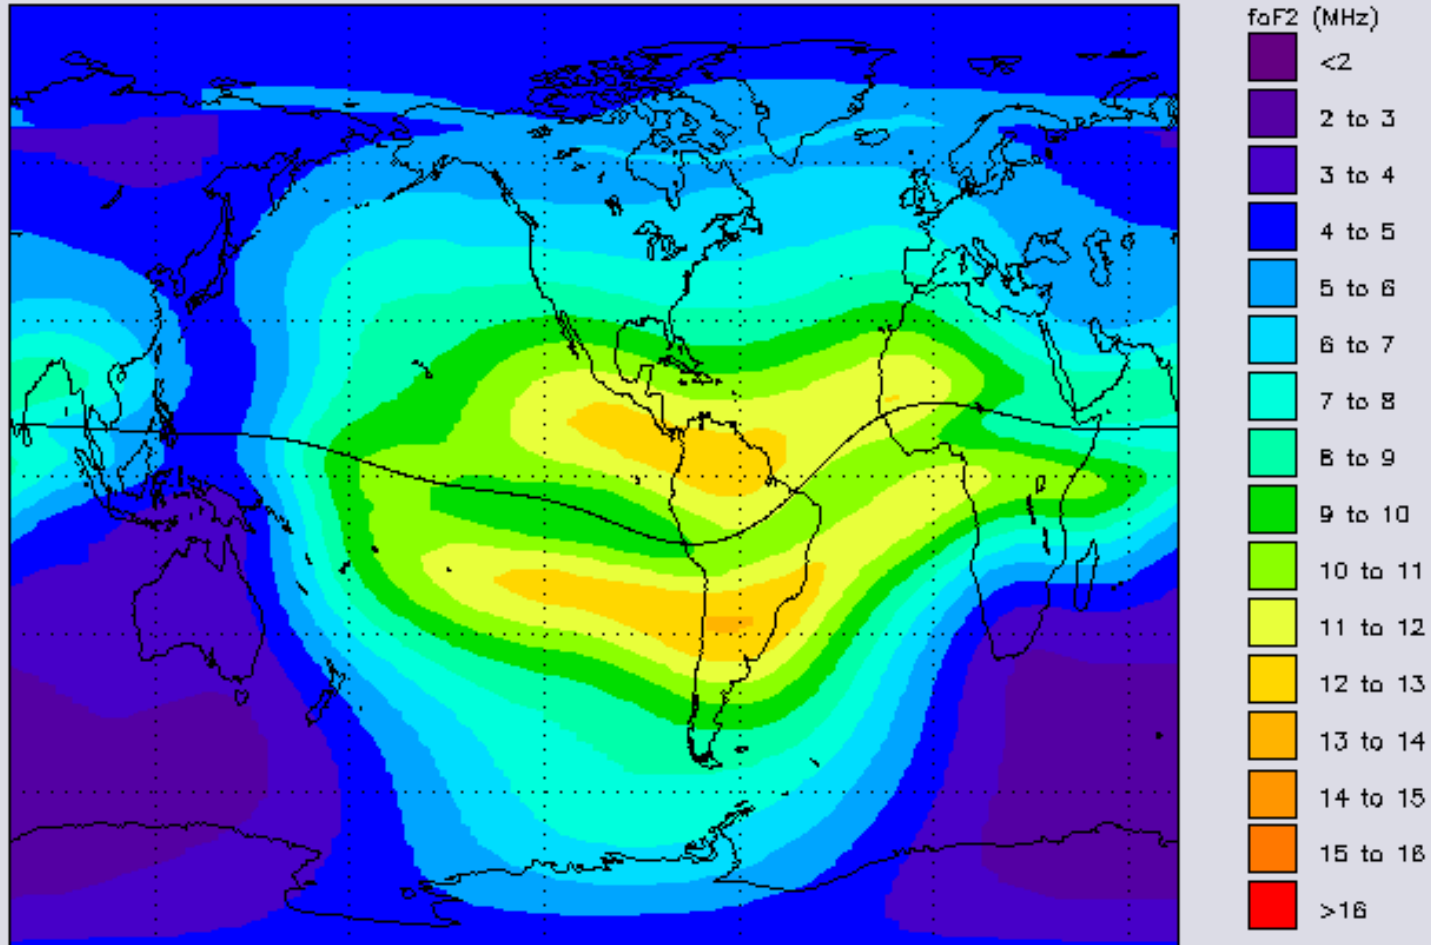 foF2 (MHz)
<2
2 to 3
3 to 4
4 to 5
5 to 6
6 to 7
7 to 8
8 to 9
9 to 10
10 to 11
11 to 12
12 to 13
13 to 14
14 to 15
15 to 16
>16